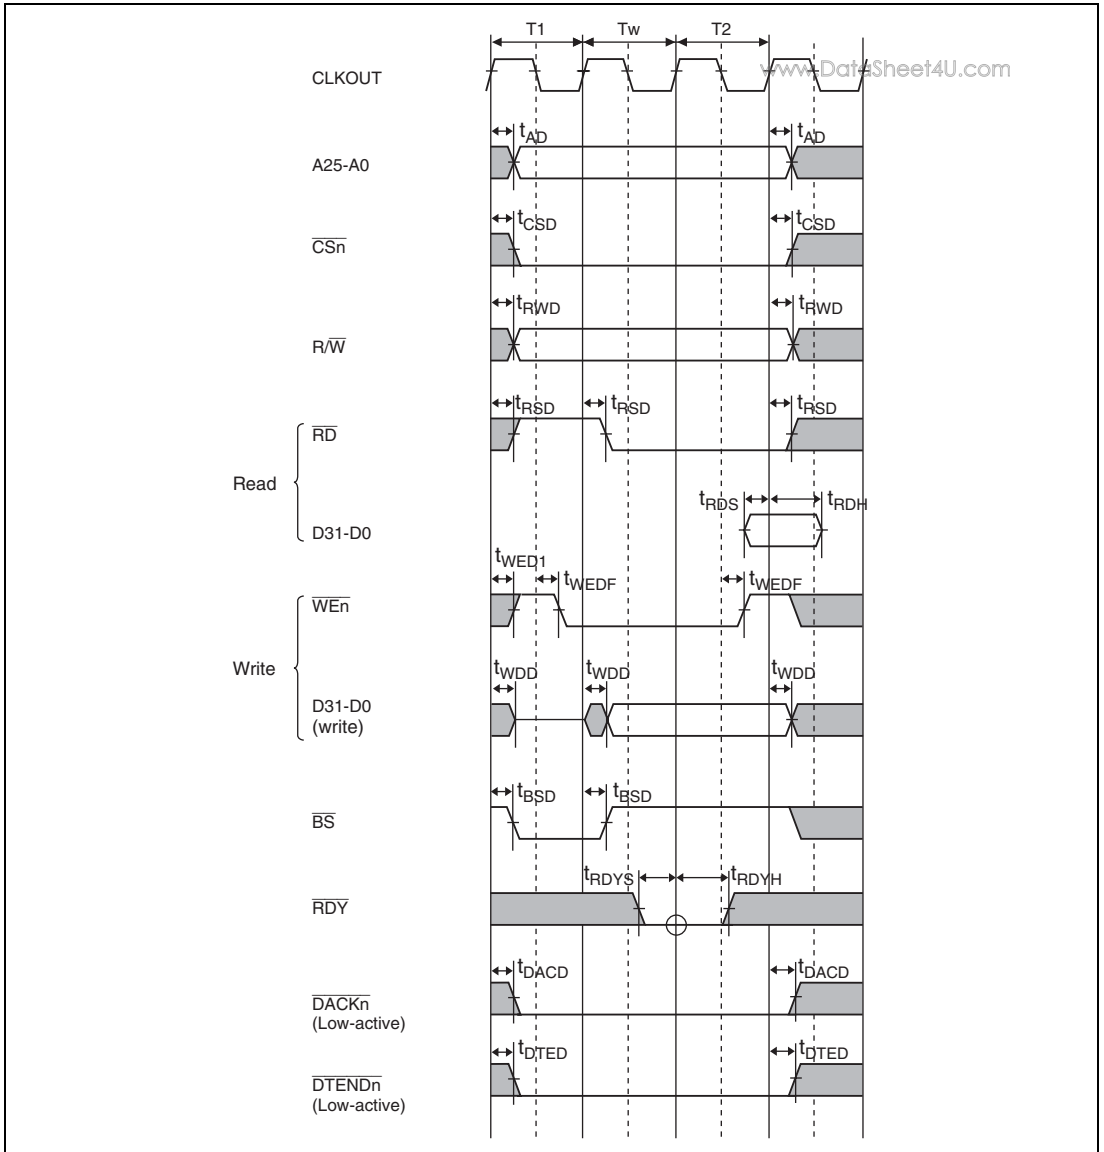 T1 Tw T2
CLKOUT
www.DataSheet4U.com
tAD tAD
A25-A0
tCSD tCSD
CSn
tRWD tRWD
R/W
tRSD tRSD tRSD
RD
Read
tRDS tRDH
D31-D0
tWED1
tWEDF tWEDF
WEn
Write
tWDD tWDD tWDD
D31-D0
(write)
tBSD tBSD
BS
tRDYS tRDYH
RDY
tDACD tDACD
DACKn
(Low-active)
tDTED tDTED
DTENDn
(Low-active)